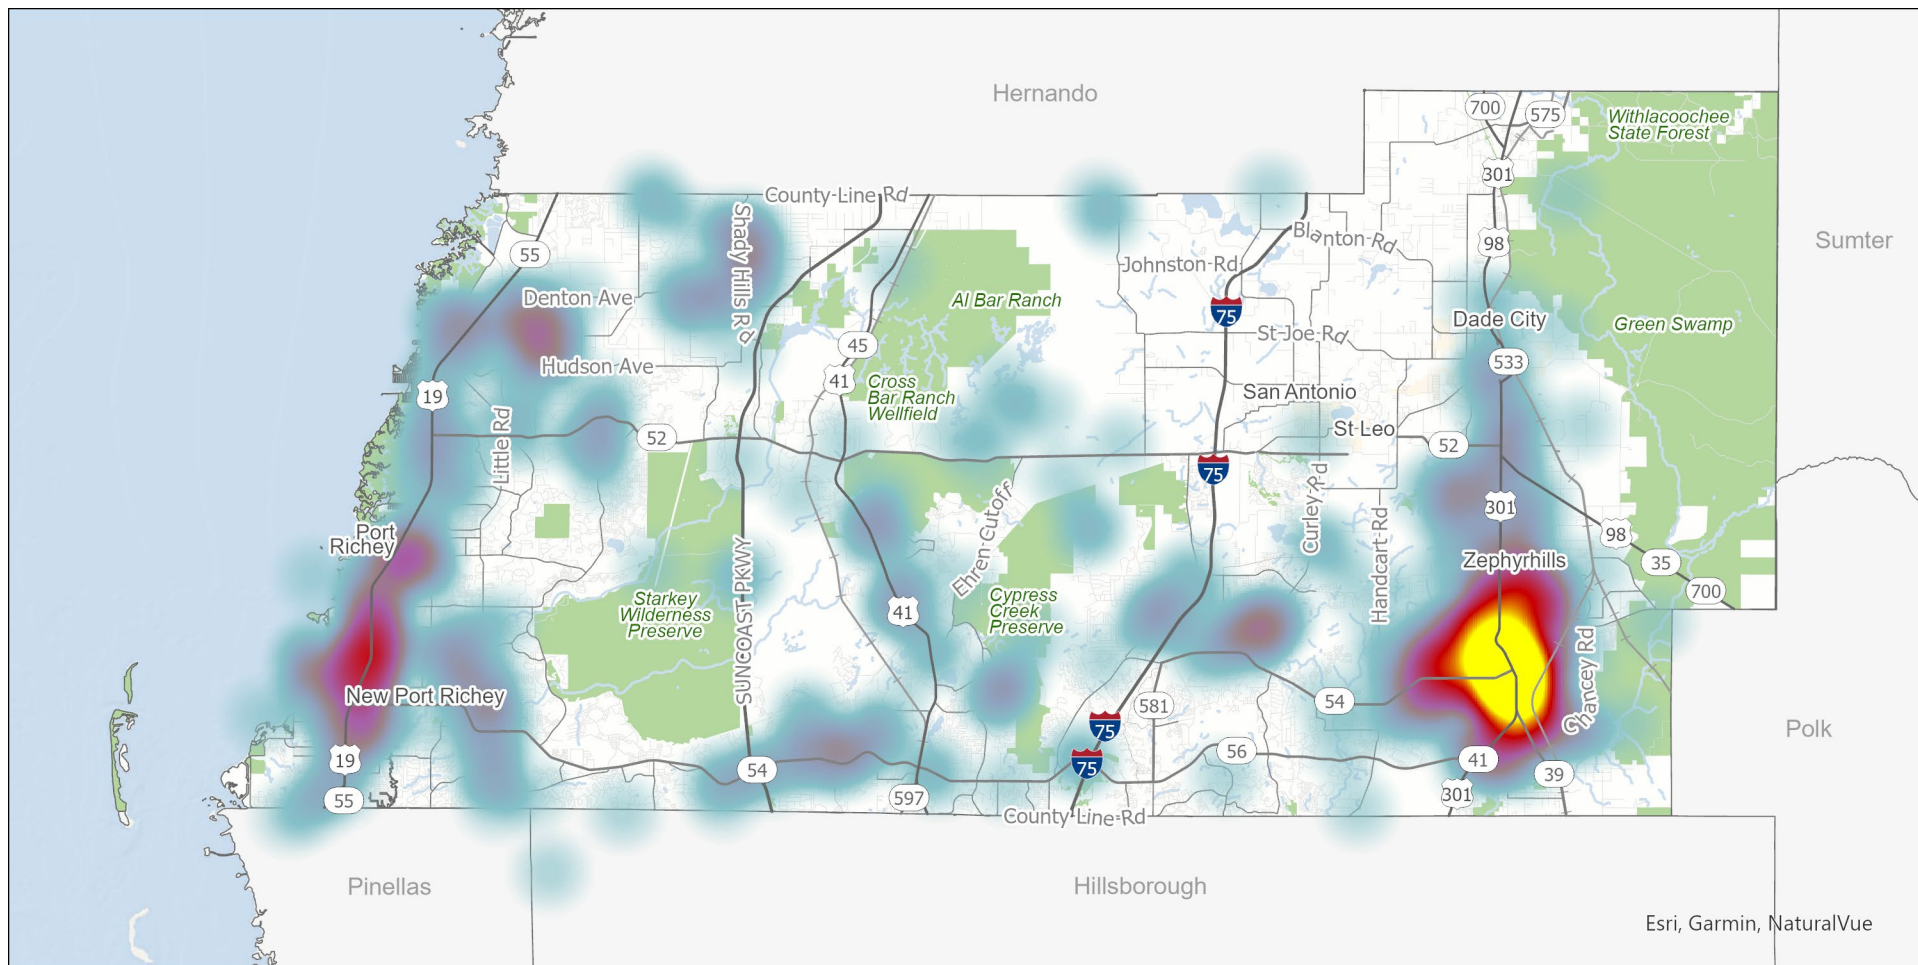 Hernando
700
575
Withlacoochee
State Forest
301
County-Line Rd
Shady Hills Rd
55
Blanton-Rd
98
Sumter
Johnston-Rd
Denton Ave
Al Bar Ranch
75
Dade City
Green Swamp
St-Joe-Rd
45
533
Hudson Ave
41
Cross
Bar Ranch
Wellfield
19
San Antonio
St-Leo
52
Little Rd
52
75
Curley-Rd
Ehren-Cutoff
301
Handcart-Rd
98
Port
Richey
Zephyrhills
35
700
SUNCOAST-PKWY
Starkey
Wilderness
Preserve
41
Cypress
Creek
Preserve
Chancey Rd
New Port Richey
54
581
75
Polk
19
54
75
56
41
39
55
597
301
County-Line-Rd
Pinellas
Hillsborough
Esri, Garmin, NaturalVue